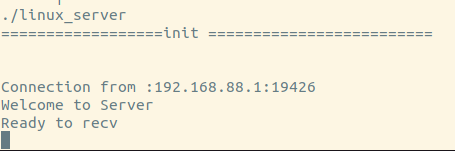 ./linux_server
==================init =========================
Connection from :192.168.88.1:19426
Welcome to Server
Ready to recv